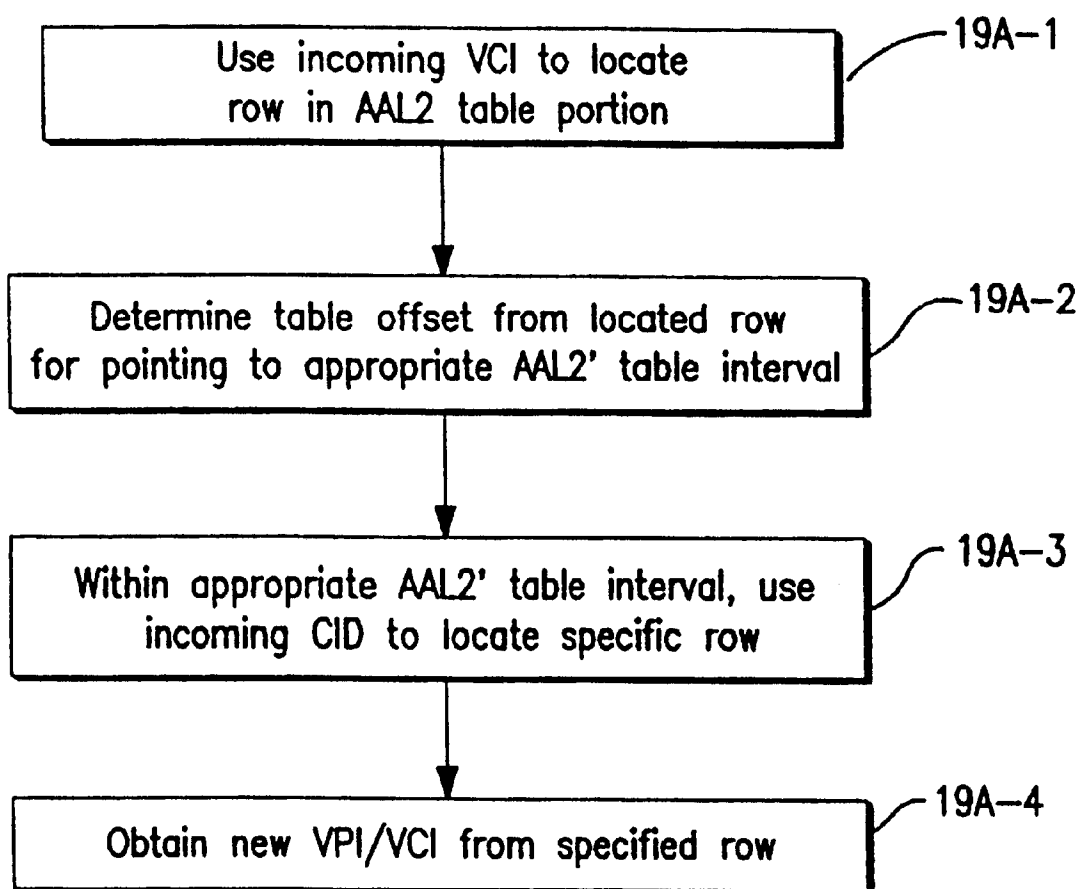 Use incoming VCI to locate
row in AAL2 table portion
19A-1
Determine table offset from located row
for pointing to appropriate AAL2' table interval
19A-2
Within appropriate AAL2' table interval, use
incoming CID to locate specific row
19A-3
Obtain new VPI/VCI from specified row
19A-4